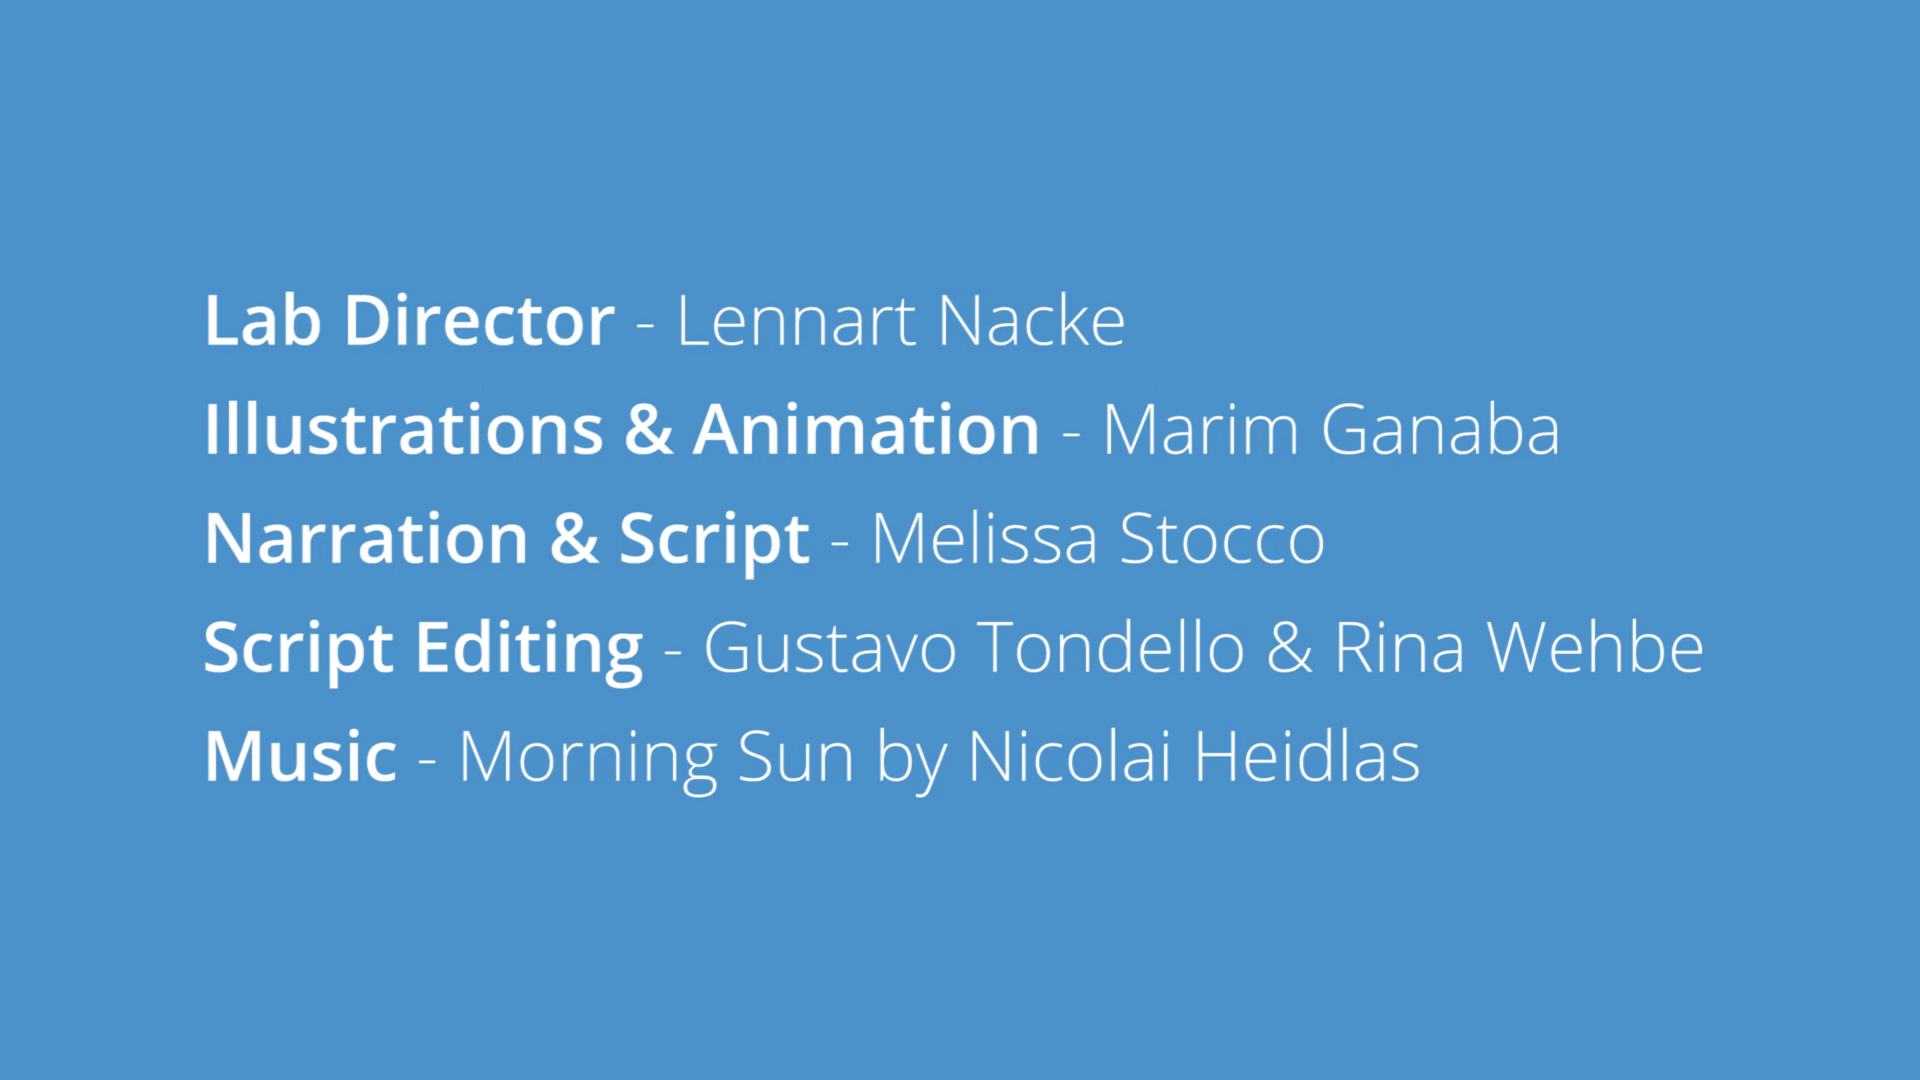 Lab Director - Lennart Nacke
Illustrations & Animation - Marim Ganaba
Narration & Script - Melissa Stocco
Script Editing - Gustavo Tondello & Rina Wehbe
Music - Morning Sun by Nicolai Heidlas